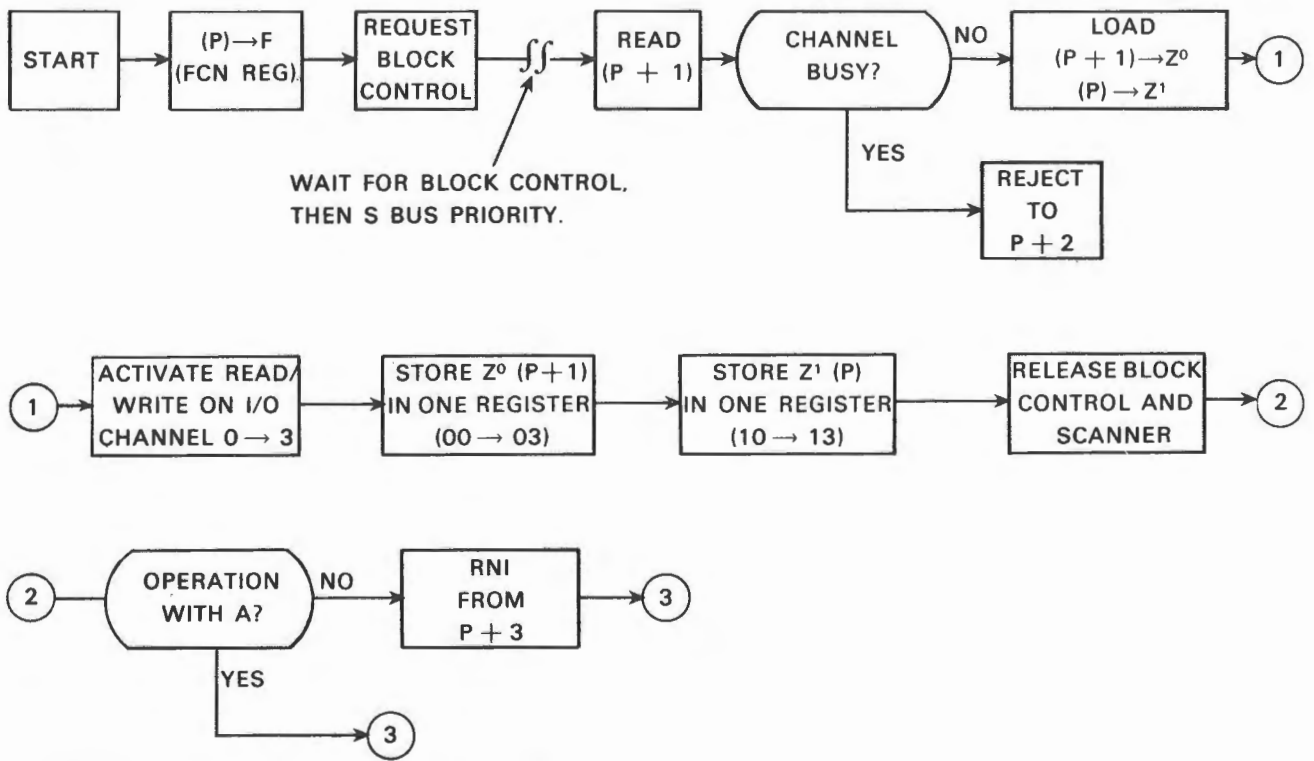 START
(P)→F
(FCN REG).
REQUEST
BLOCK
CONTROL
READ
(P + 1)
CHANNEL
BUSY?
NO
LOAD
(P + 1)→Z⁰
(P)→Z¹
1
WAIT FOR BLOCK CONTROL,
THEN S BUS PRIORITY.
YES
REJECT
TO
P + 2
1
ACTIVATE READ/
WRITE ON I/O
CHANNEL 0→3
STORE Z⁰ (P+1)
IN ONE REGISTER
(00→03)
STORE Z¹ (P)
IN ONE REGISTER
(10→13)
RELEASE BLOCK
CONTROL AND
SCANNER
2
2
OPERATION
WITH A?
NO
RNI
FROM
P + 3
3
YES
3